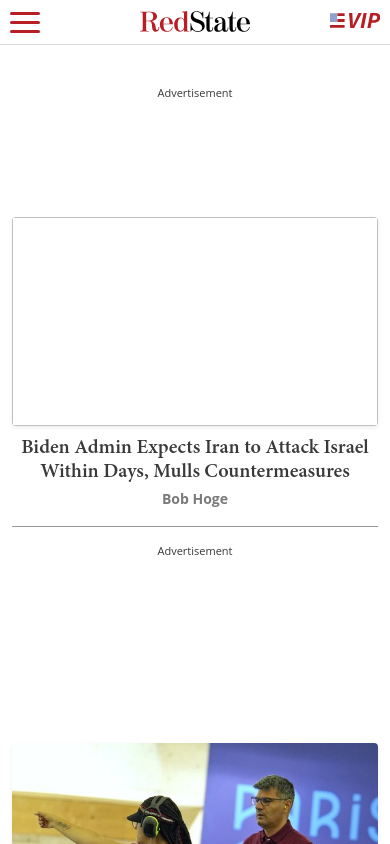 RedState
VIP
Advertisement
Biden Admin Expects Iran to Attack Israel
Within Days, Mulls Countermeasures
Bob Hoge
Advertisement
PARIS